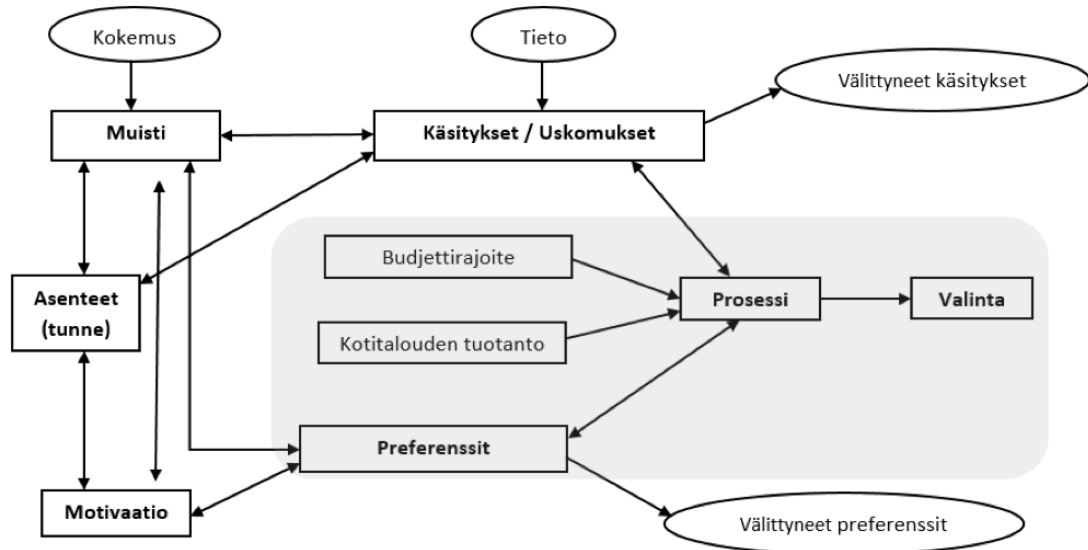 Kokemus
Tieto
Välittyneet käsitykset
Muisti
Käsitykset / Uskomukset
Budjettirajoite
Asenteet
(tunne)
Prosessi
Valinta
Kotitalouden tuotanto
Preferenssit
Motivaatio
Välittyneet preferenssit